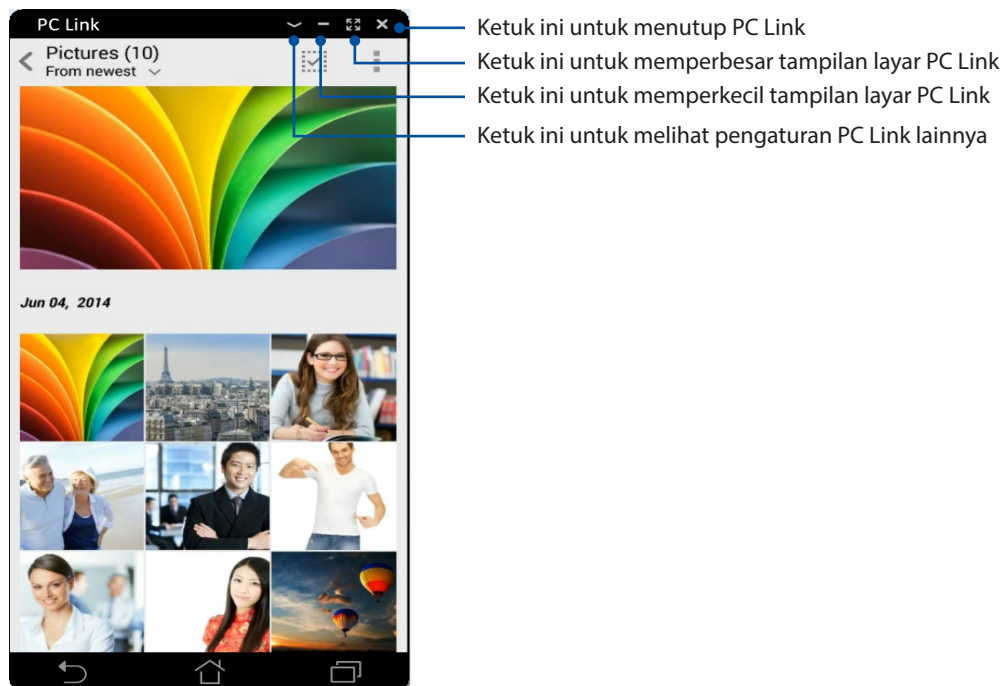 PC Link
Ketuk ini untuk menutup PC Link
Pictures (10)
Ketuk ini untuk memperbesar tampilan layar PC Link
From newest
Ketuk ini untuk memperkecil tampilan layar PC Link
Ketuk ini untuk melihat pengaturan PC Link lainnya
Jun 04, 2014